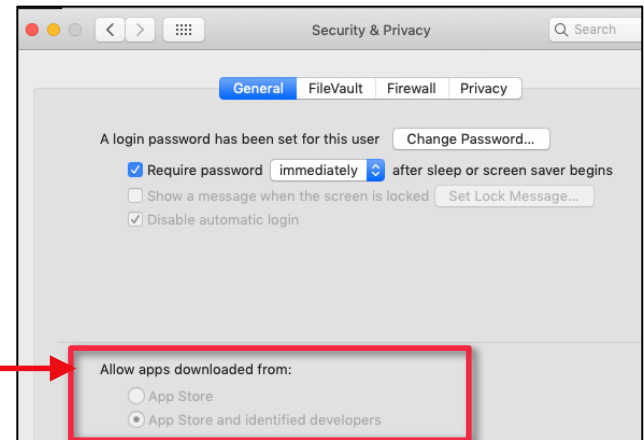 Security & Privacy
Search
General FileVault Firewall Privacy
A login password has been set for this user Change Password...
Require password immediately after sleep or screen saver begins
Show a message when the screen is locked Set Lock Message...
Disable automatic login
Allow apps downloaded from:
App Store
App Store and identified developers